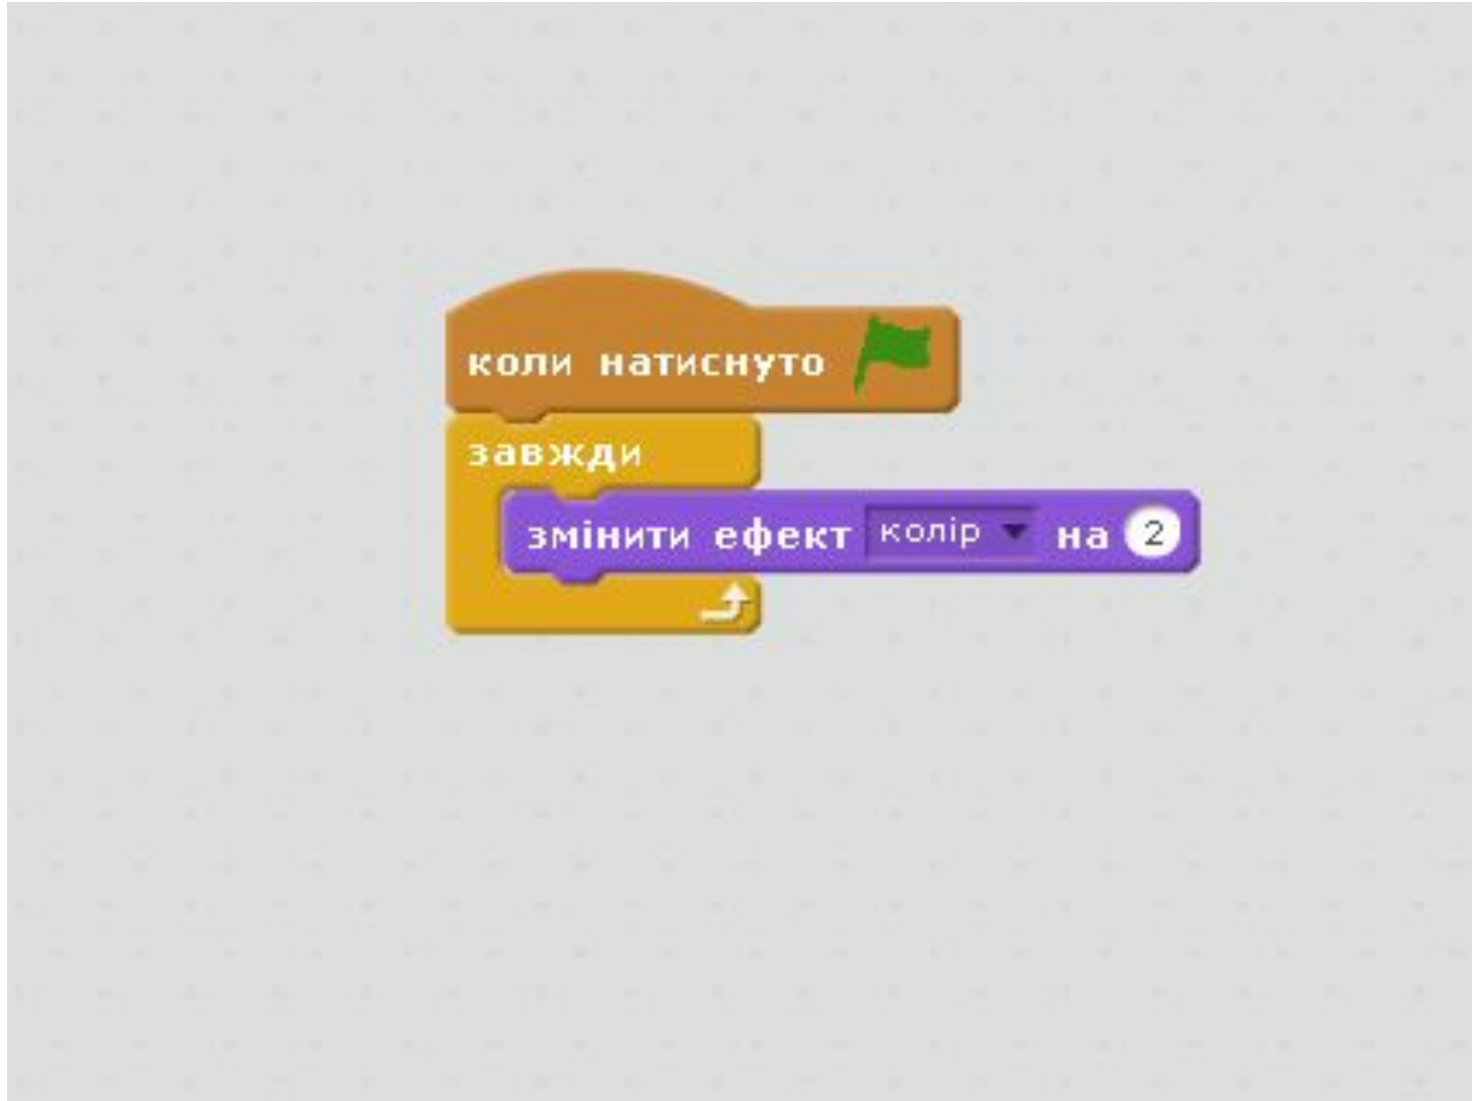 коли натиснуто
завжди
змінити ефект колір на 2